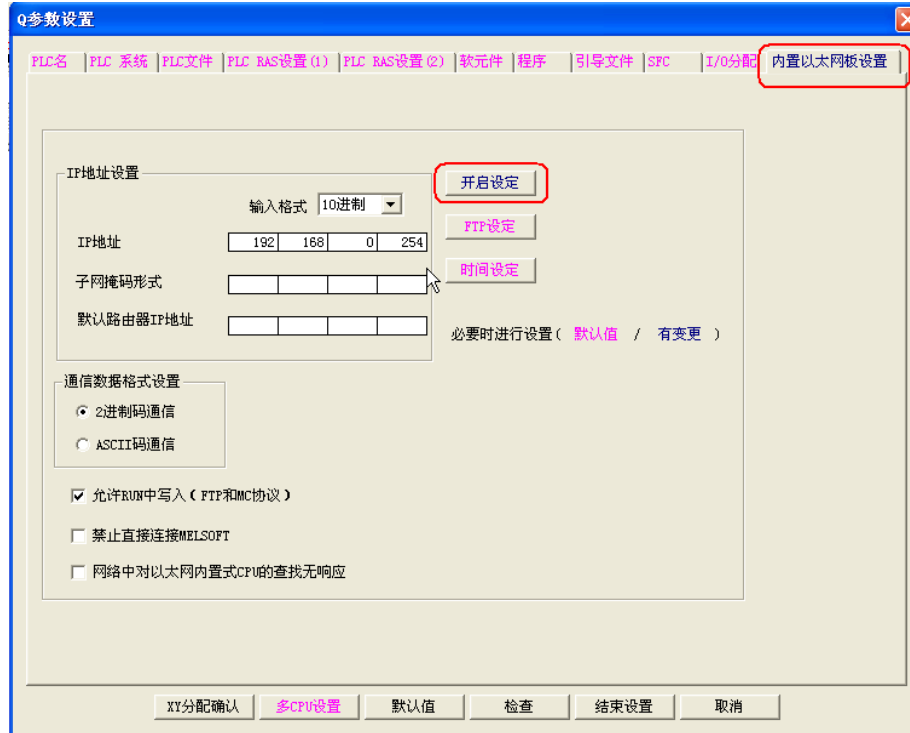 Q参数设置
PLC名 PLC 系统 PLC文件 PLC RAS设置(1) PLC RAS设置(2) 软元件 程序 引导文件 SFC I/O分配 内置以太网板设置
IP地址设置
开启设定
输入格式 10进制
FTP设定
IP地址 192 168 0 254
时间设定
子网掩码形式
默认路由器IP地址
必要时进行设置( 默认值 / 有变更 )
通信数据格式设置
2进制码通信
ASCII码通信
允许RUN中写入(FTP和MC协议)
禁止直接连接MELSOFT
网络中对以太网内置式CPU的查找无响应
XY分配确认 多CPU设置 默认值 检查 结束设置 取消